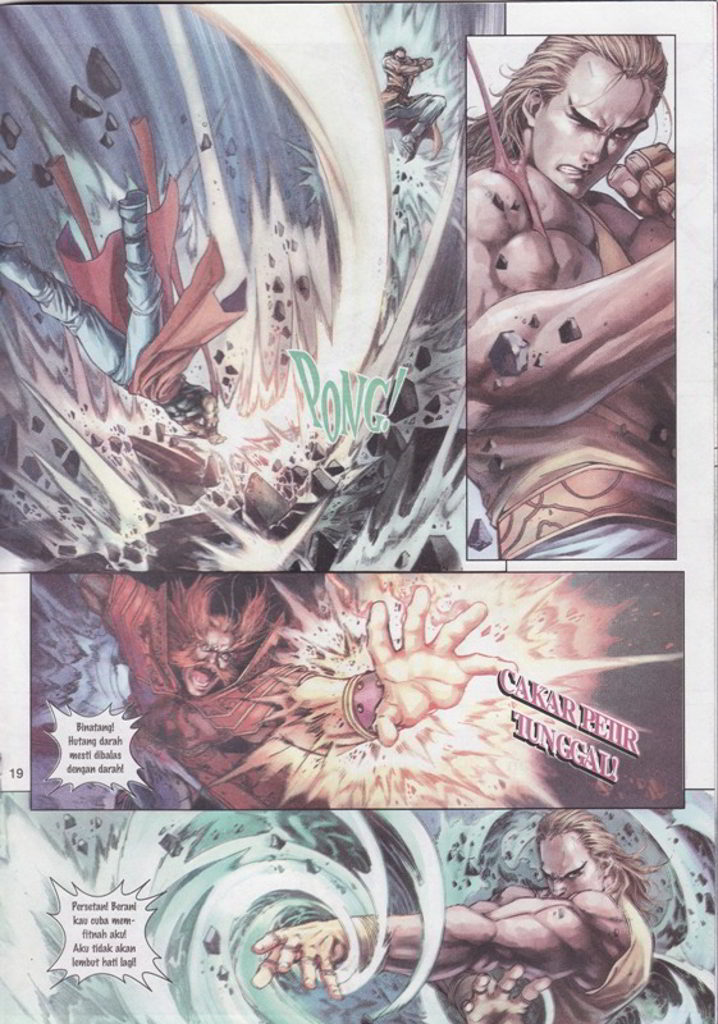 PONG!
CAKAR PETIR
TUNGGAL!
Binatang!
Hutang darah
mesti dibalas
dengan darah!
19
Persetan! Berani
kau cuba mem-
fitnah aku!
Aku tidak akan
lembut hati lagi!